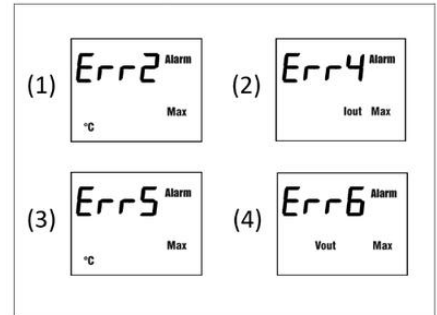 (1) Err2 Alarm
Max
°C
(2) Err4 Alarm
Iout Max
(3) Err5 Alarm
Max
°C
(4) Err6 Alarm
Vout Max